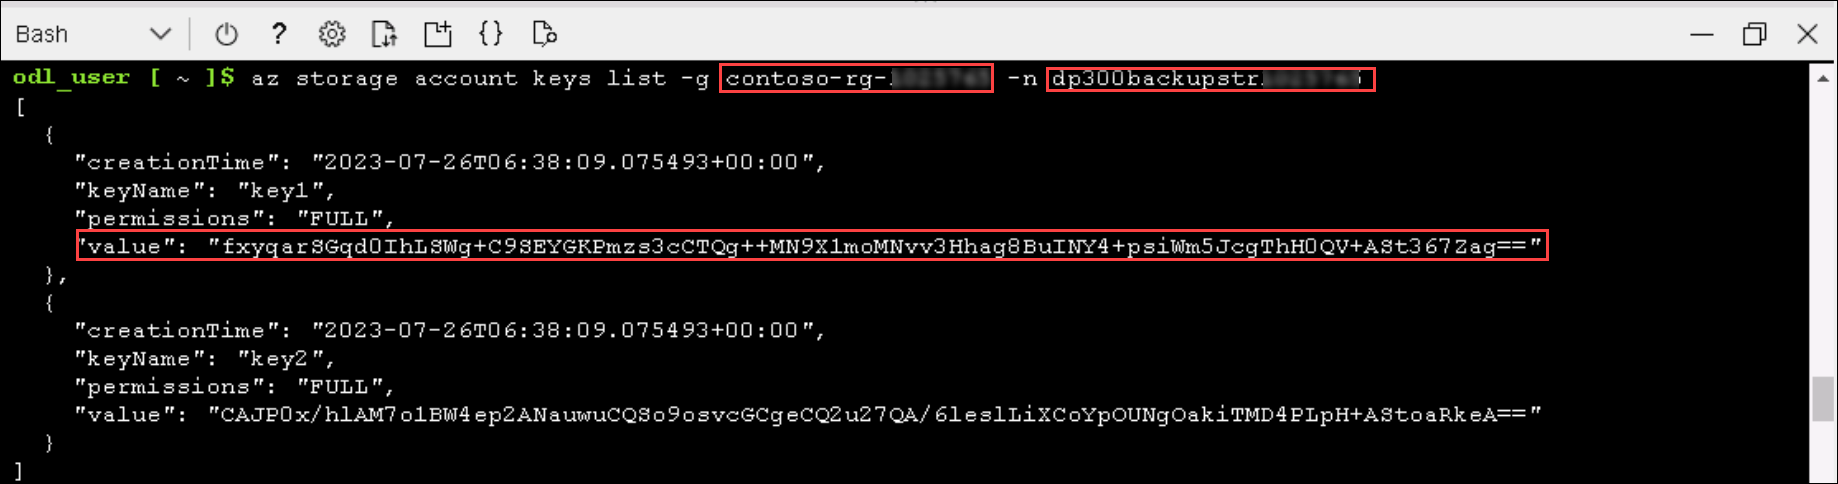 Bash
odl_user [ ~ ]$ az storage account keys list -g contoso-rg- -n dp300backupstr
[
{
"creationTime": "2023-07-26T06:38:09.075493+00:00",
"keyName": "key1",
"permissions": "FULL",
"value": "fxyqarSGqd0IhLSWg+C9SEYGKPmzs3cCTQg++MN9X1moMNvv3Hhag8BuINY4+psiWm5JcgThH0QV+ASt367Zag=="
},
{
"creationTime": "2023-07-26T06:38:09.075493+00:00",
"keyName": "key2",
"permissions": "FULL",
"value": "CAJP0x/hlAM7o1BW4ep2ANauwuCQSo9osvcGCgeCQ2u27QA/6leslLiXCoYpOUNgOakiTMD4PLpH+AStoaRkeA=="
}
]